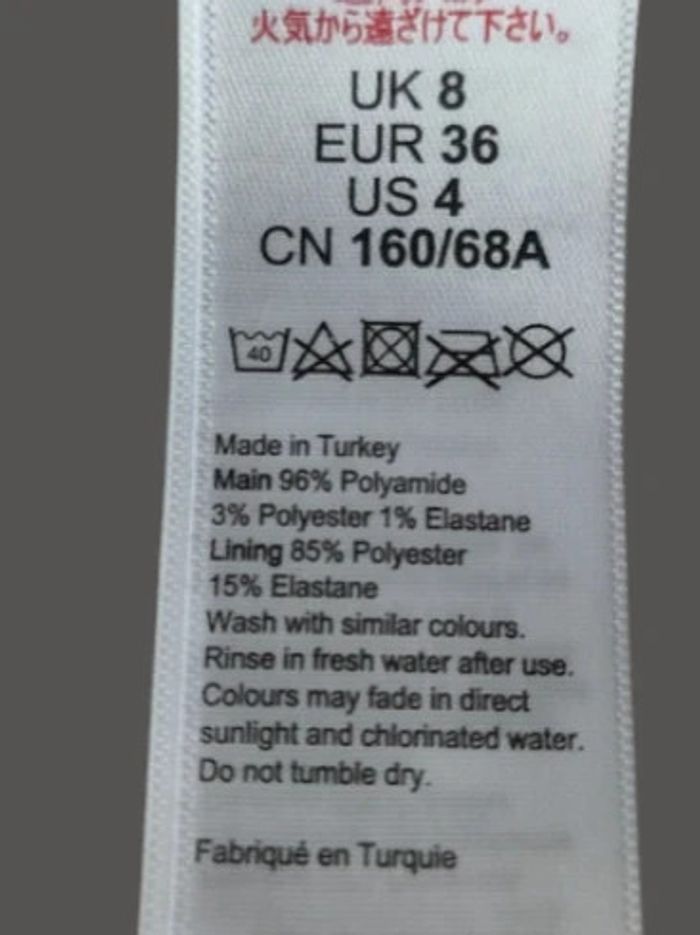 火気から遠ざけて下さい。
UK 8
EUR 36
US 4
CN 160/68A
40
Made in Turkey
Main 96% Polyamide
3% Polyester 1% Elastane
Lining 85% Polyester
15% Elastane
Wash with similar colours.
Rinse in fresh water after use.
Colours may fade in direct
sunlight and chlorinated water.
Do not tumble dry.
Fabriqué en Turquie